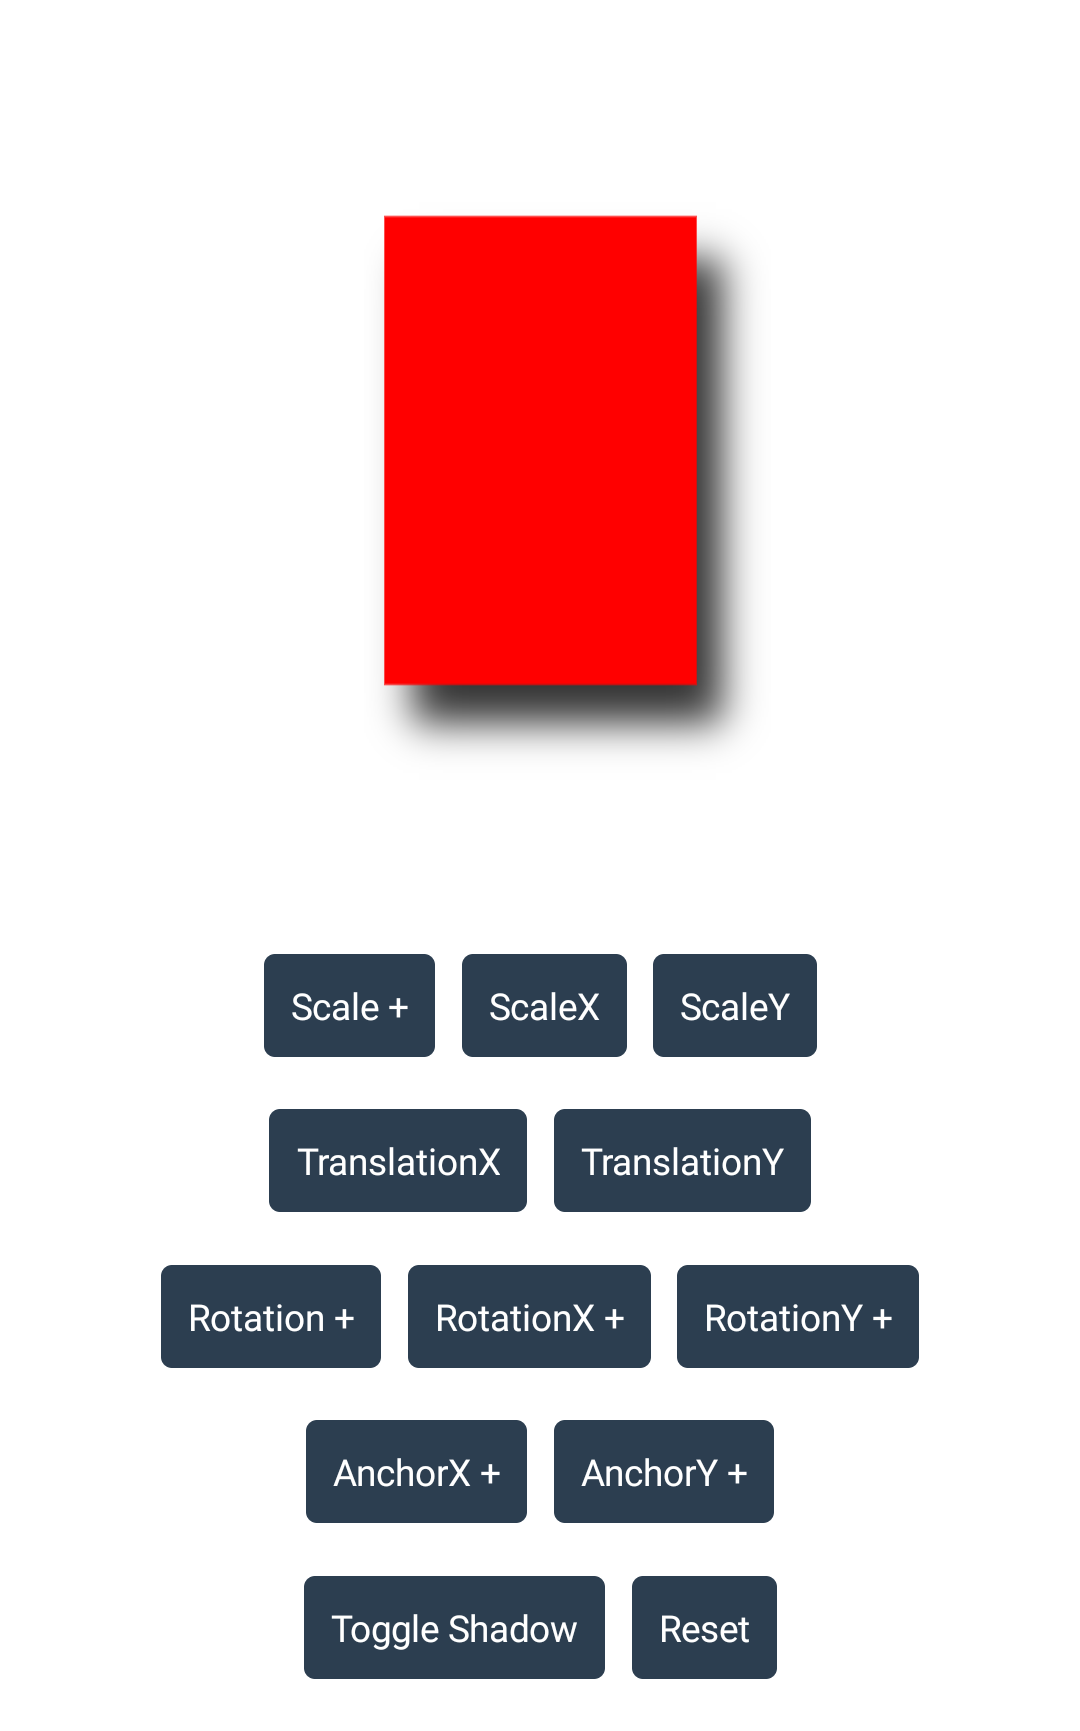 Scale + ScaleX ScaleY
TranslationX TranslationY
Rotation + RotationX + RotationY +
AnchorX + AnchorY +
Toggle Shadow Reset